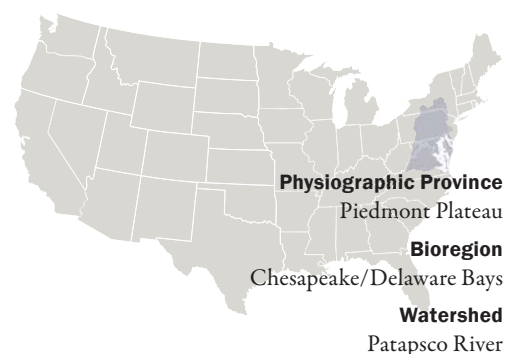 Physiographic Province
Piedmont Plateau
Bioregion
Chesapeake/Delaware Bays
Watershed
Patapsco River